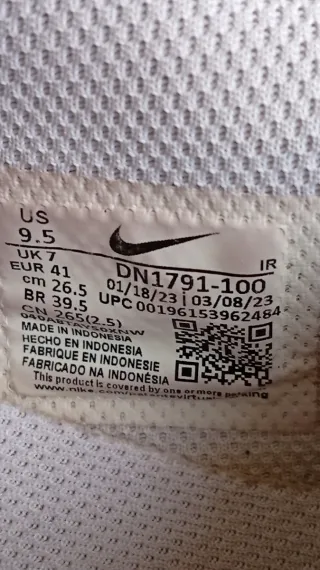 US
9.5
UK 7
EUR 41
cm 26.5
BR 39.5
CN 265(2.5)
IR
DN1791-100
01/18/23 | 03/08/23
UPC 00196153962484
MADE IN INDONESIA
HECHO EN INDONESIA
FABRIQUE EN INDONESIE
FABRICADO NA INDONÉSIA
This product is covered by one or more